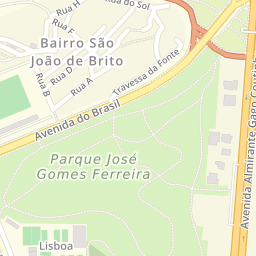 Rua H
Rua do Sol
Rua F
Bairro São
João de Brito
Rua D
Rua A
Rua B
Travessa da Fonte
Avenida do Brasil
Parque José
Gomes Ferreira
Avenida Almirante Gago Coutinh
Lisboa